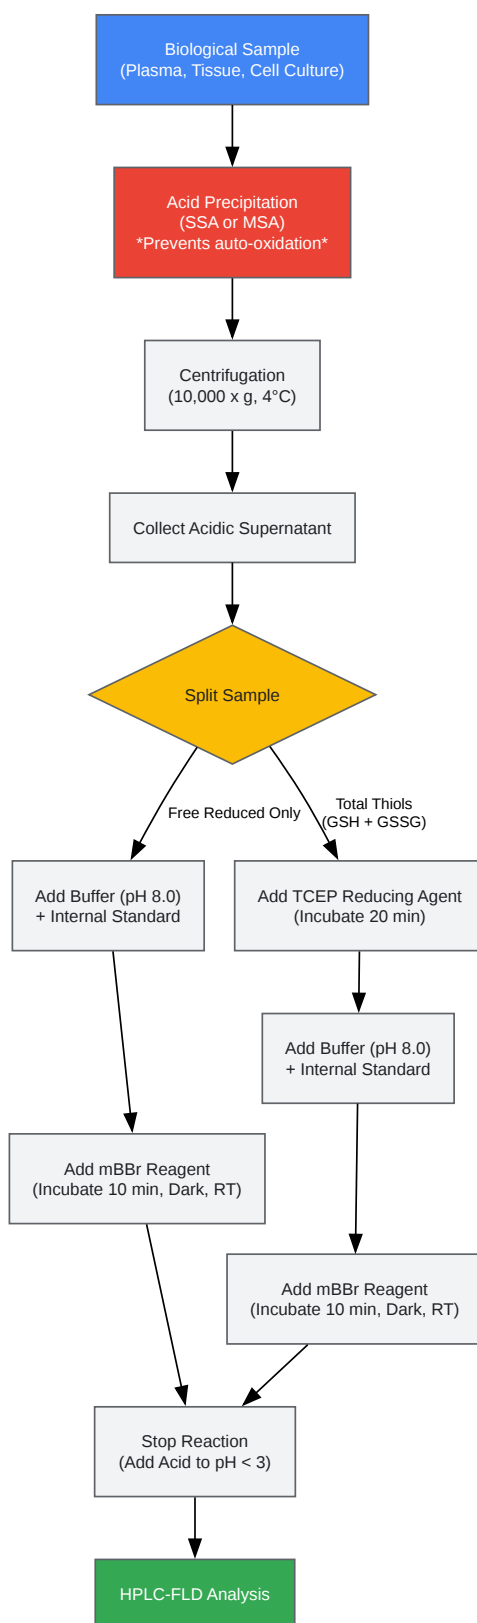 Biological Sample
(Plasma, Tissue, Cell Culture)
Acid Precipitation
(SSA or MSA)
*Prevents auto-oxidation*
Centrifugation
(10,000 x g, 4°C)
Collect Acidic Supernatant
Split Sample
Free Reduced Only
Total Thiols
(GSH + GSSG)
Add Buffer (pH 8.0)
+ Internal Standard
Add TCEP Reducing Agent
(Incubate 20 min)
Add Buffer (pH 8.0)
+ Internal Standard
Add mBBr Reagent
(Incubate 10 min, Dark, RT)
Add mBBr Reagent
(Incubate 10 min, Dark, RT)
Stop Reaction
(Add Acid to pH < 3)
HPLC-FLD Analysis